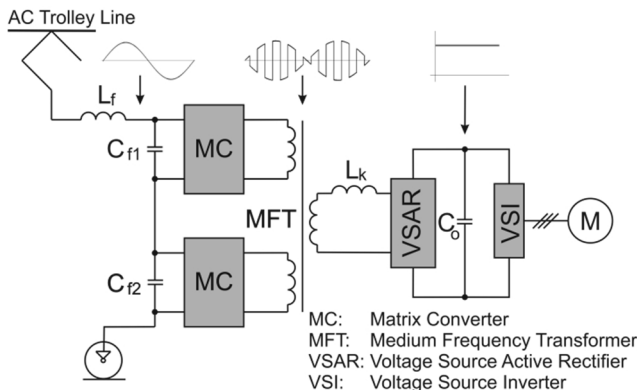 AC Trolley Line
Lf
Cf1
MC
MFT
Lk
VSAR
Co
VSI
M
Cf2
MC
MC: Matrix Converter
MFT: Medium Frequency Transformer
VSAR: Voltage Source Active Rectifier
VSI: Voltage Source Inverter